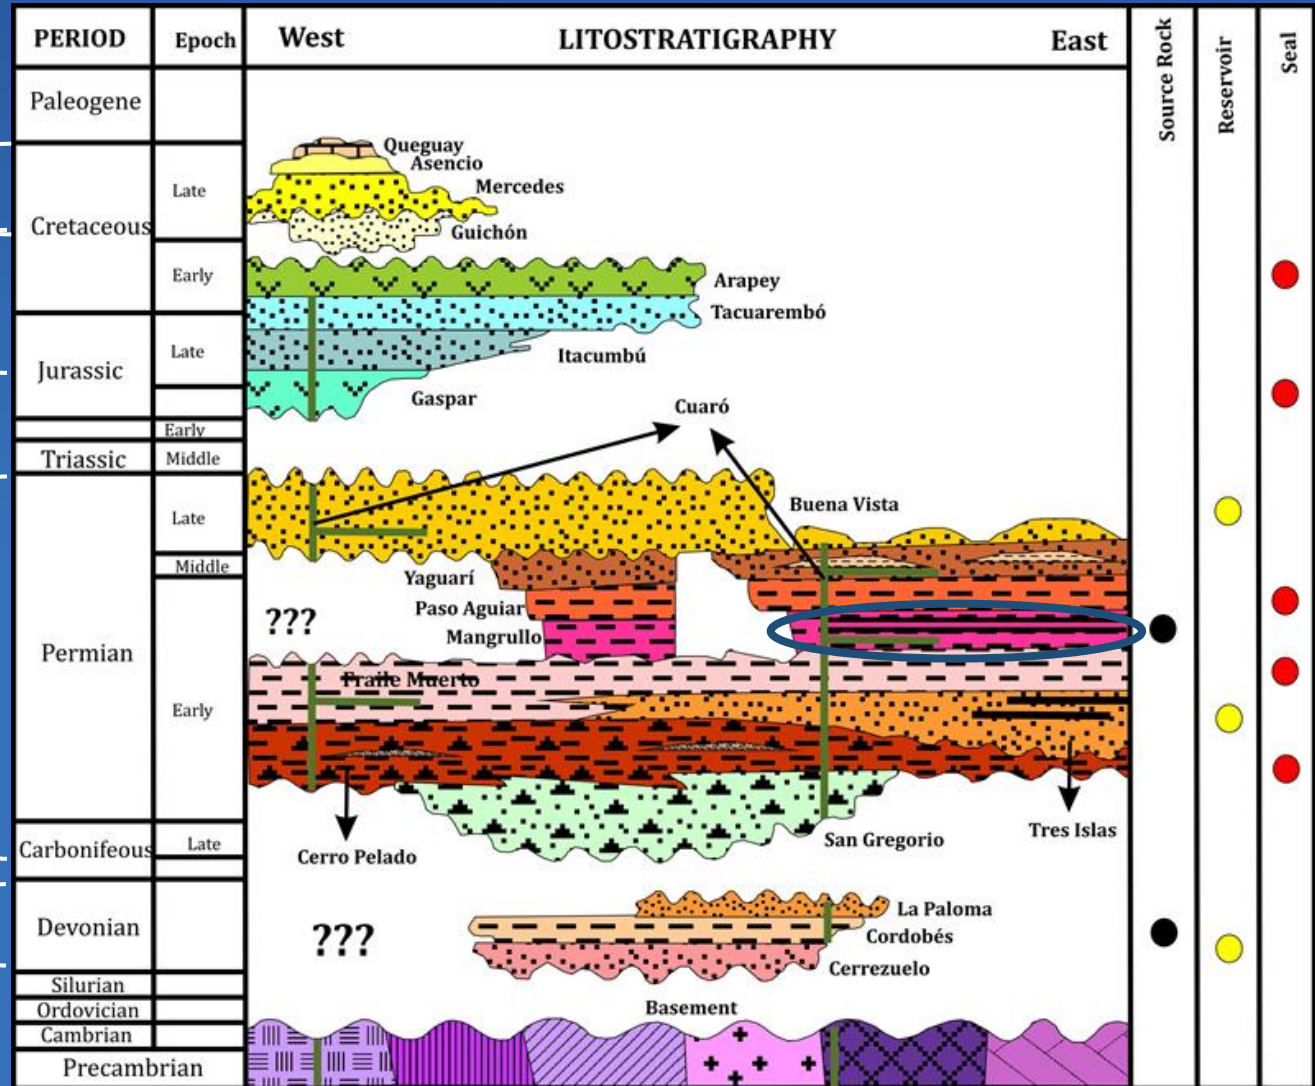 PERIOD
Epoch
West
LITOSTRATIGRAPHY
East
Source Rock
Reservoir
Seal
Paleogene
Queguay
Asencio
Late
Mercedes
Cretaceous
Guichón
Early
Arapey
Tacuarembó
Late
Itacumbú
Jurassic
Gaspar
Cuaró
Early
Triassic
Middle
Buena Vista
Late
Middle
Yaguarí
Paso Aguiar
???
Mangrullo
Permian
Fraile Muerto
Early
Tres Islas
San Gregorio
Carbonifeous
Late
Cerro Pelado
La Paloma
Devonian
???
Cordobés
Cerrezuelo
Silurian
Ordovician
Basement
Cambrian
Precambrian